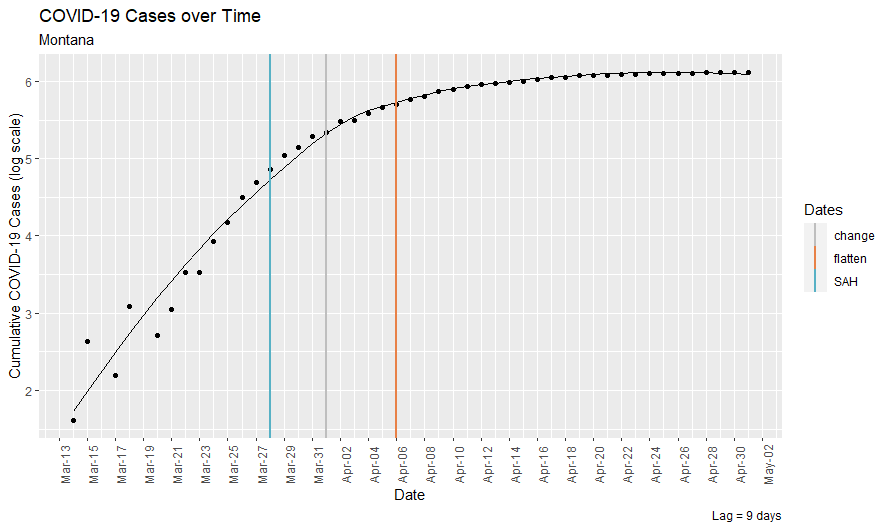 COVID-19 Cases over Time
Montana
Cumulative COVID-19 Cases (log scale)
6
5
4
3
2
Mar-13
Mar-15
Mar-17
Mar-19
Mar-21
Mar-23
Mar-25
Mar-27
Mar-29
Mar-31
Apr-02
Apr-04
Apr-06
Apr-08
Apr-10
Apr-12
Apr-14
Apr-16
Apr-18
Apr-20
Apr-22
Apr-24
Apr-26
Apr-28
Apr-30
May-02
Date
Dates
change
flatten
SAH
Lag = 9 days